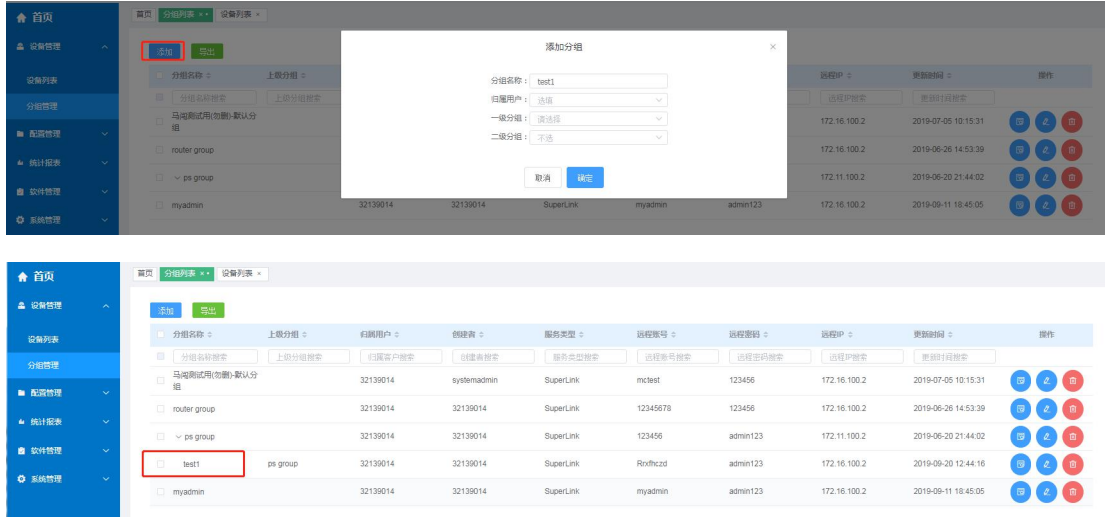 首页
首页 分组列表 × • 设备列表 ×
设备管理
添加 导出
添加分组 ×
设备列表
分组名称 上级分组
远程IP 更新时间 操作
分组名称: test1
分组管理
分组名称搜索 上级分组搜索
归属用户: 选填
远程IP搜索 更新时间搜索
马闯测试用(勿删)-默认分
组
一级分组: 请选择
172.16.100.2 2019-07-05 10:15:31
配置管理
二级分组: 不选
router group
172.16.100.2 2019-06-26 14:53:39
统计报表
取消 确定
ps group
172.11.100.2 2019-06-20 21:44:02
软件管理
myadmin 32139014 32139014 SuperLink myadmin admin123 172.16.100.2 2019-09-11 18:45:05
系统管理
首页
首页 分组列表 × • 设备列表 ×
设备管理
添加 导出
设备列表
分组名称 上级分组 归属用户 创建者 服务类型 远程账号 远程密码 远程IP 更新时间 操作
分组管理
分组名称搜索 上级分组搜索 归属客户搜索 创建者搜索 服务类型搜索 远程账号搜索 远程密码搜索 远程IP搜索 更新时间搜索
马闯测试用(勿删)-默认分
组
32139014 systemadmin SuperLink mctest 123456 172.16.100.2 2019-07-05 10:15:31
配置管理
router group 32139014 32139014 SuperLink 12345678 123456 172.16.100.2 2019-06-26 14:53:39
统计报表
ps group 32139014 32139014 SuperLink 123456 admin123 172.11.100.2 2019-06-20 21:44:02
软件管理
test1 ps group 32139014 32139014 SuperLink Rrxfhczd admin123 172.16.100.2 2019-09-20 12:44:16
系统管理
myadmin 32139014 32139014 SuperLink myadmin admin123 172.16.100.2 2019-09-11 18:45:05